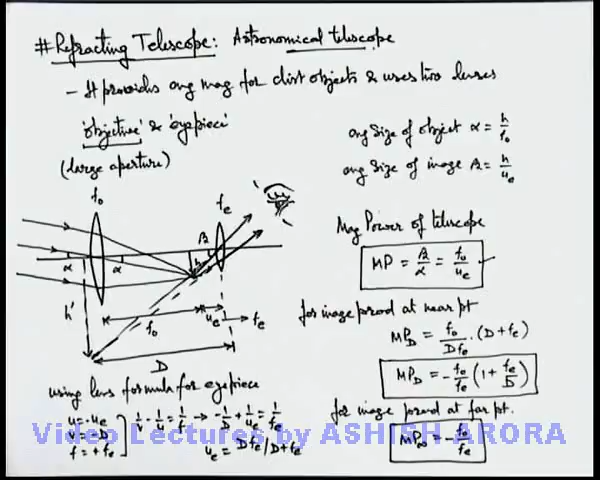 # Refracting Telescope: Astronomical telescope
- It provides ang mag for dist objects & uses two lenses
'objective' & 'eyepiece'
(large aperture)
ang size of object α = h/f₀
ang size of image β = h/uₑ
f₀
fₑ
β
α
α
h
h'
f₀
uₑ
fₑ
D
Mag Power of telescope
MP = β/α = f₀/uₑ
for image prod at near pt
MP_D = f₀/Dfₑ · (D + fₑ)
MP_D = -f₀/fₑ (1 + fₑ/D)
for image prod at far pt.
MP∞ = -f₀/fₑ
using lens formula for eyepiece
u = -uₑ
v = -D
f = +fₑ
1/v - 1/u = 1/f → -1/D + 1/uₑ = 1/fₑ
uₑ = Dfₑ/D+fₑ
Video Lectures by ASHISH ARORA